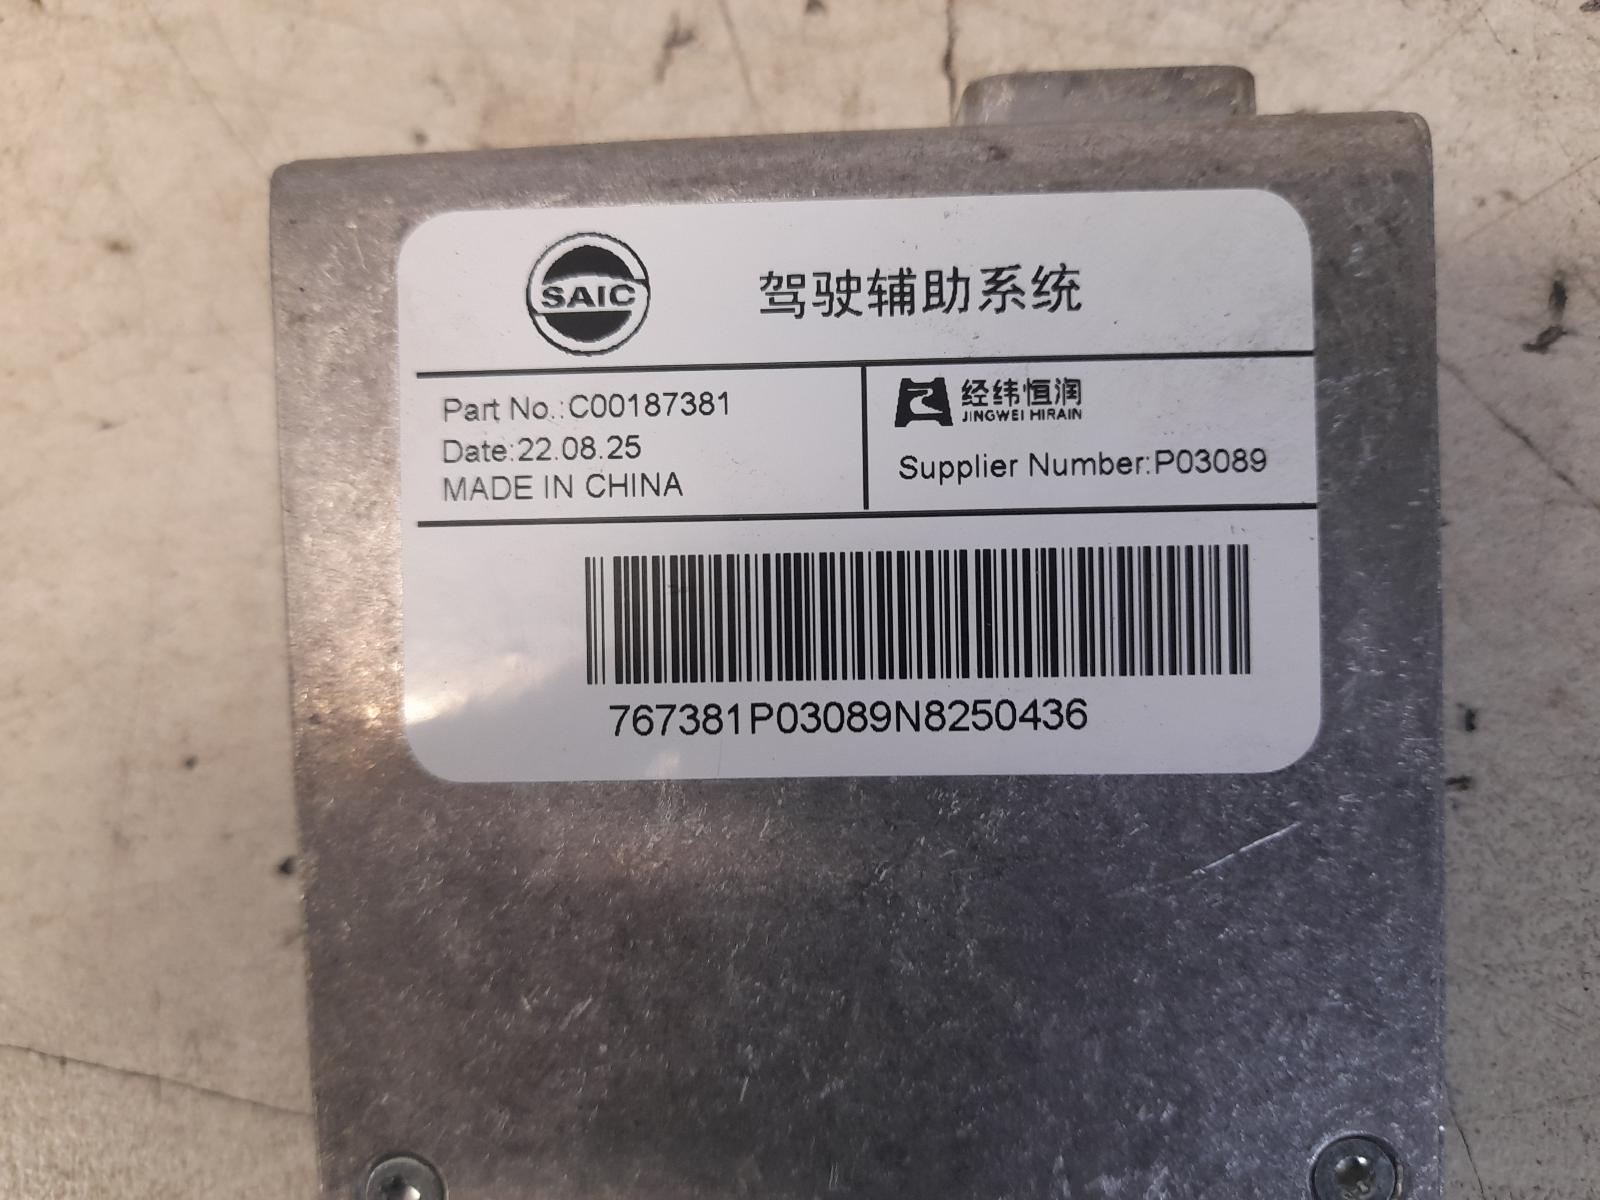 SAIC
驾驶辅助系统
Part No.:C00187381
Date:22.08.25
MADE IN CHINA
经纬恒润
JINGWEI HIRAIN
Supplier Number:P03089
767381P03089N8250436